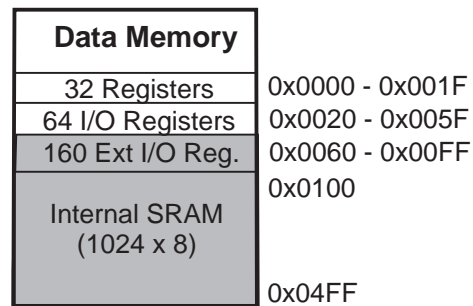 Data Memory
32 Registers 0x0000 - 0x001F
64 I/O Registers 0x0020 - 0x005F
160 Ext I/O Reg. 0x0060 - 0x00FF
0x0100
Internal SRAM
(1024 x 8)
0x04FF